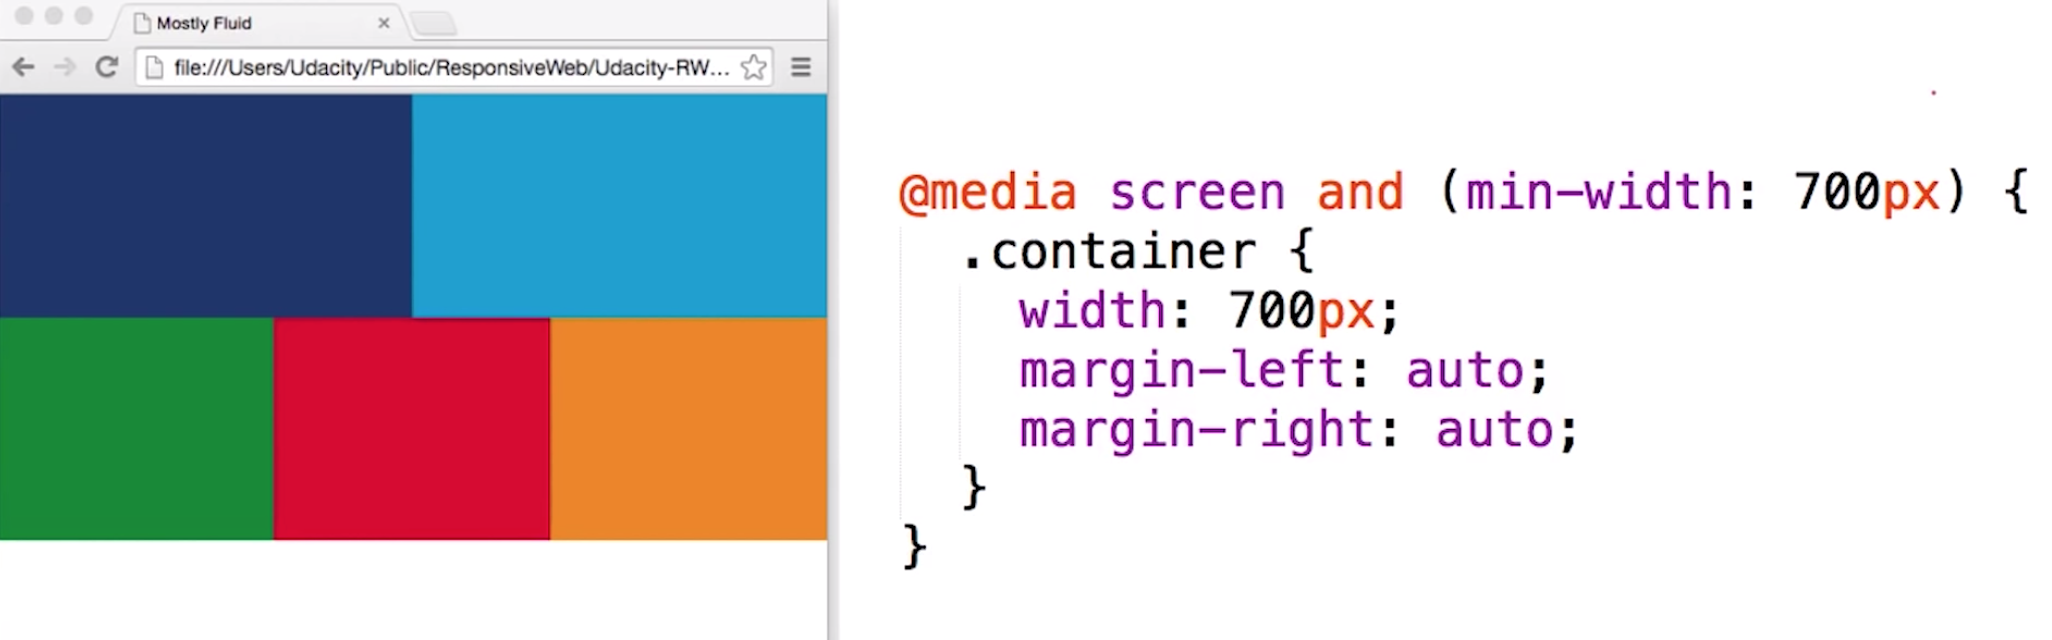 Mostly Fluid
file:///Users/Udacity/Public/ResponsiveWeb/Udacity-RW...
@media screen and (min-width: 700px) {
.container {
width: 700px;
margin-left: auto;
margin-right: auto;
}
}